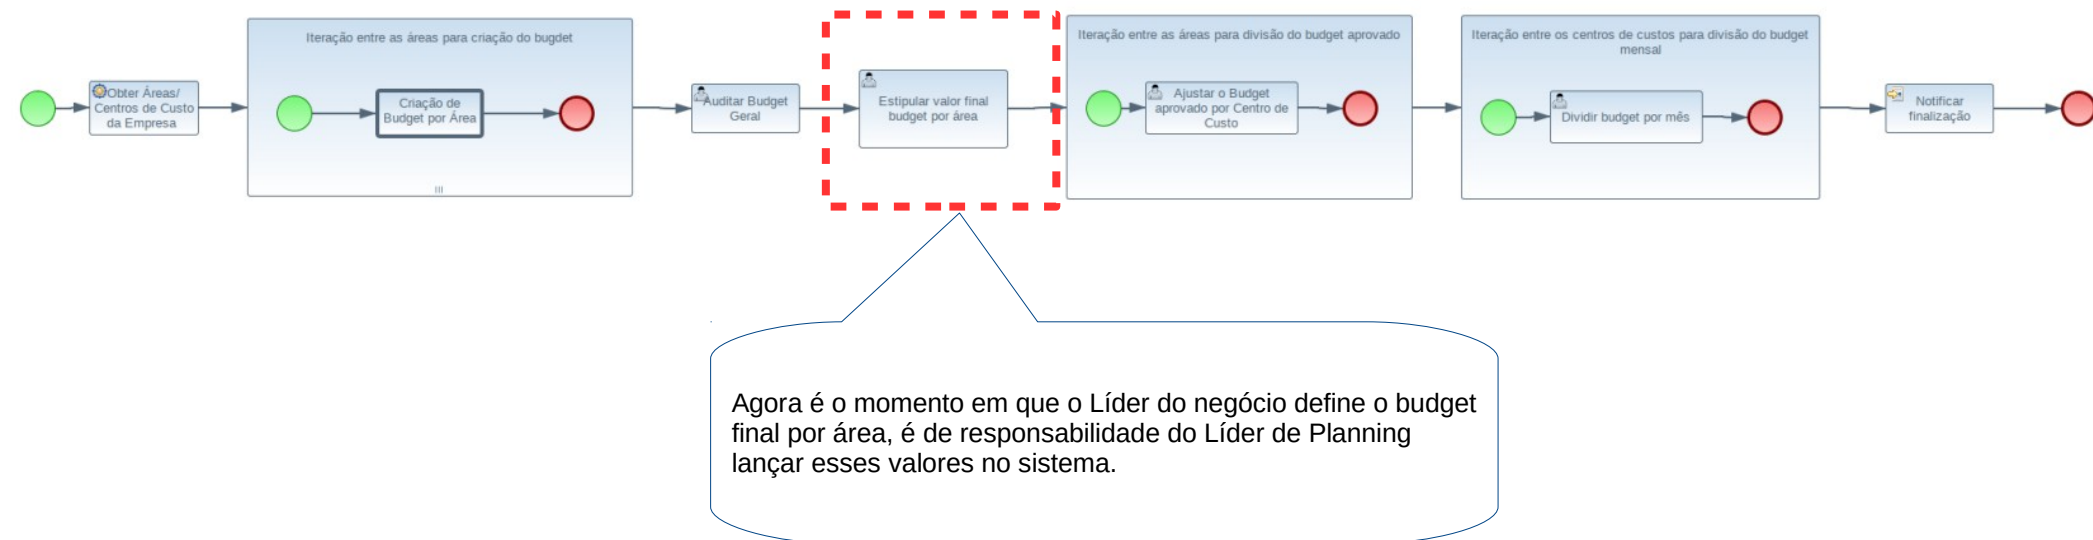 Iteração entre as áreas para criação do bugdet
Iteração entre as áreas para divisão do budget aprovado
Iteração entre os centros de custos para divisão do budget
mensal
Obter Áreas/
Centros de Custo
da Empresa
Criação de
Budget por Área
Auditar Budget
Geral
Estipular valor final
budget por área
Ajustar o Budget
aprovado por Centro de
Custo
Dividir budget por mês
Notificar
finalização
Agora é o momento em que o Líder do negócio define o budget
final por área, é de responsabilidade do Líder de Planning
lançar esses valores no sistema.